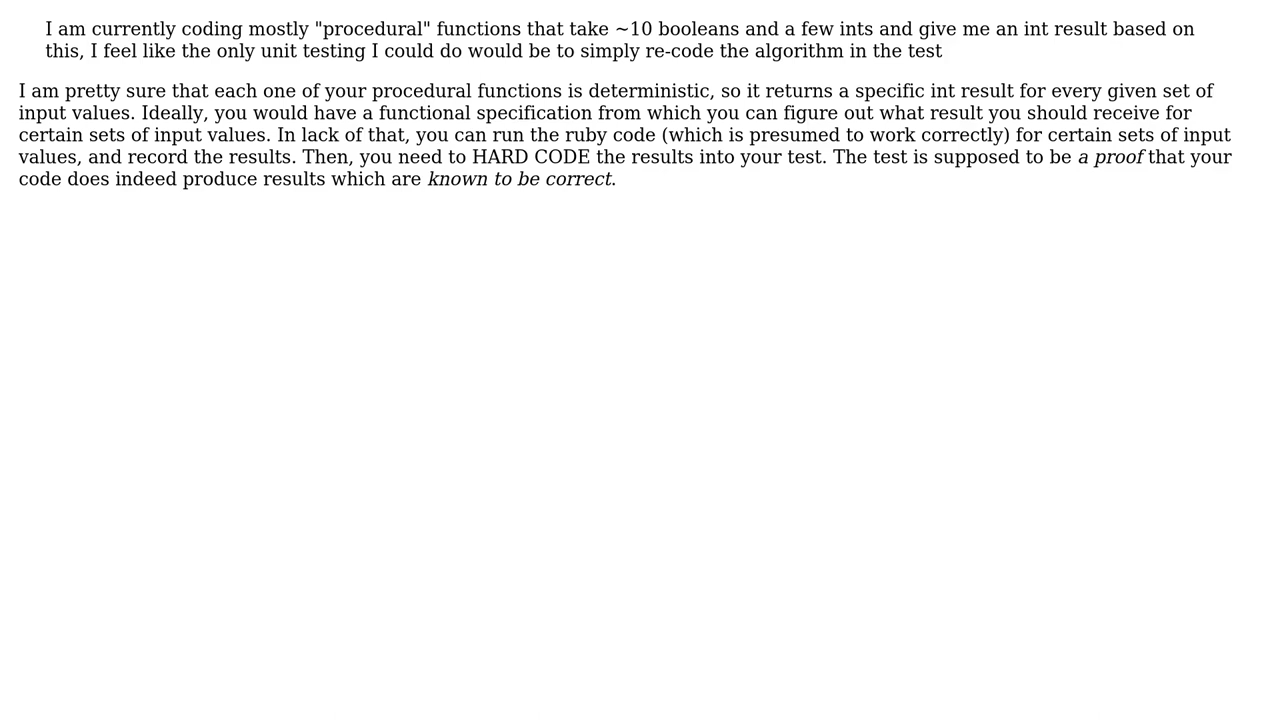 I am currently coding mostly "procedural" functions that take ~10 booleans and a few ints and give me an int result based on
this, I feel like the only unit testing I could do would be to simply re-code the algorithm in the test
I am pretty sure that each one of your procedural functions is deterministic, so it returns a specific int result for every given set of
input values. Ideally, you would have a functional specification from which you can figure out what result you should receive for
certain sets of input values. In lack of that, you can run the ruby code (which is presumed to work correctly) for certain sets of input
values, and record the results. Then, you need to HARD CODE the results into your test. The test is supposed to be a proof that your
code does indeed produce results which are known to be correct.